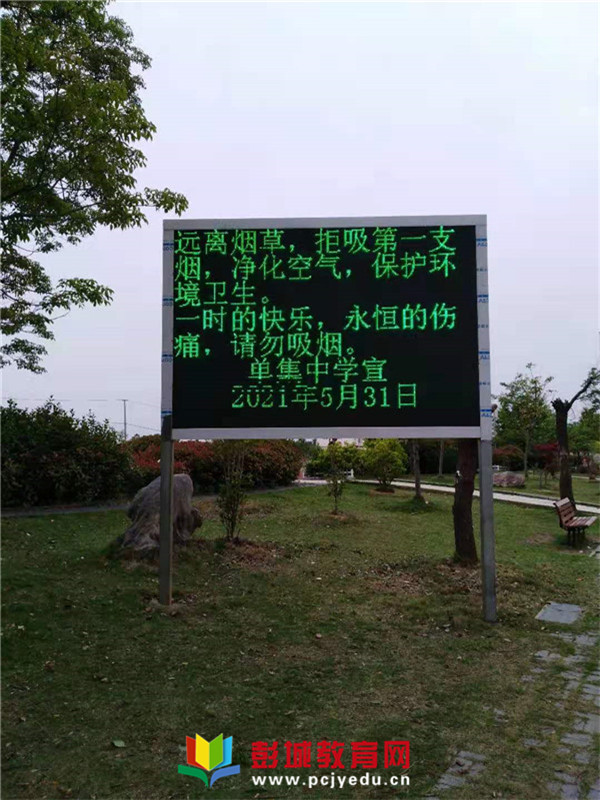 远离烟草，拒吸第一支
烟，净化空气，保护环
境卫生。
一时的快乐，永恒的伤
痛，请勿吸烟。
单集中学宣
2021年5月31日
彭城教育网
www.pcjyedu.cn